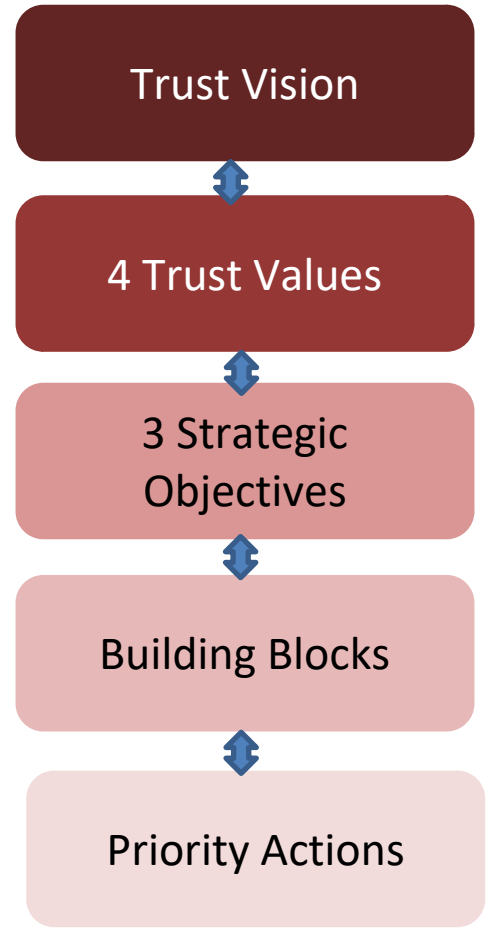 Trust Vision
4 Trust Values
3 Strategic
Objectives
Building Blocks
Priority Actions